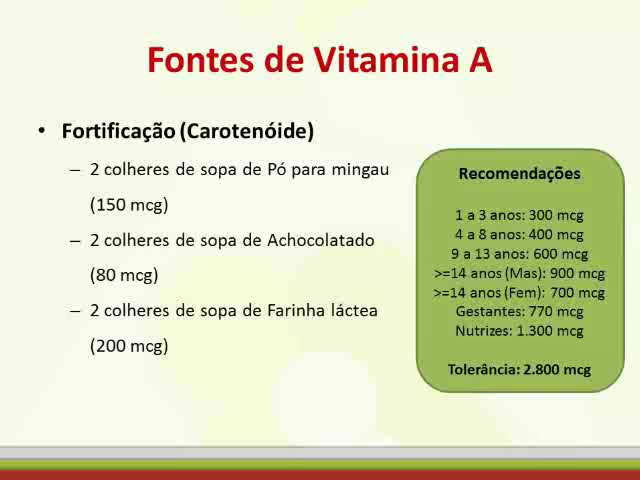 Fontes de Vitamina A
• Fortificação (Carotenóide)
– 2 colheres de sopa de Pó para mingau
(150 mcg)
– 2 colheres de sopa de Achocolatado
(80 mcg)
– 2 colheres de sopa de Farinha láctea
(200 mcg)
Recomendações
1 a 3 anos: 300 mcg
4 a 8 anos: 400 mcg
9 a 13 anos: 600 mcg
>=14 anos (Mas): 900 mcg
>=14 anos (Fem): 700 mcg
Gestantes: 770 mcg
Nutrizes: 1.300 mcg
Tolerância: 2.800 mcg